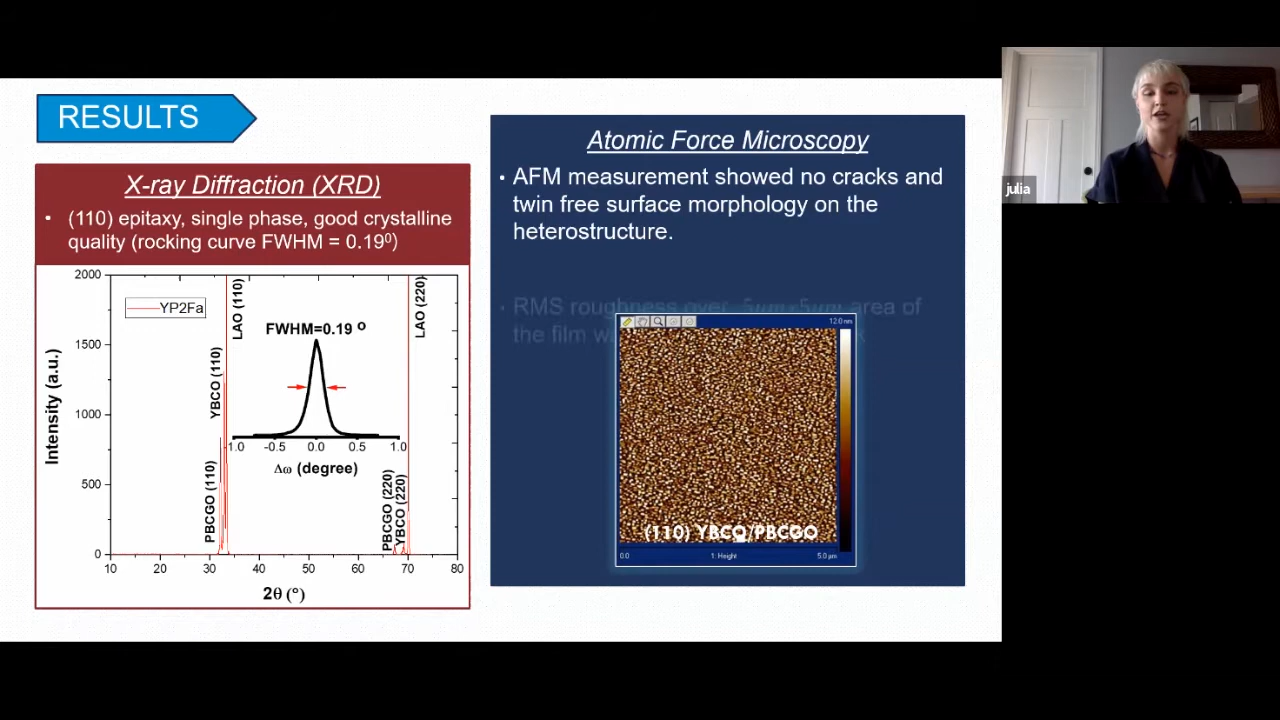 RESULTS
X-ray Diffraction (XRD)
• (110) epitaxy, single phase, good crystalline
quality (rocking curve FWHM = 0.19⁰)
2000
1500
1000
500
0
Intensity (a.u.)
YP2Fa
PBCGO (110)
YBCO (110)
LAO (110)
FWHM=0.19 °
1.0 -0.5 0.0 0.5 1.0
Δω (degree)
PBCGO (220)
YBCO (220)
LAO (220)
10 20 30 40 50 60 70 80
2θ (°)
Atomic Force Microscopy
• AFM measurement showed no cracks and
twin free surface morphology on the
heterostructure.
• RMS roughness over 5μm×5μm area of
the film
12.0 nm
(110) YBCO/PBCGO
0.0 1: Height 5.0 µm
julia